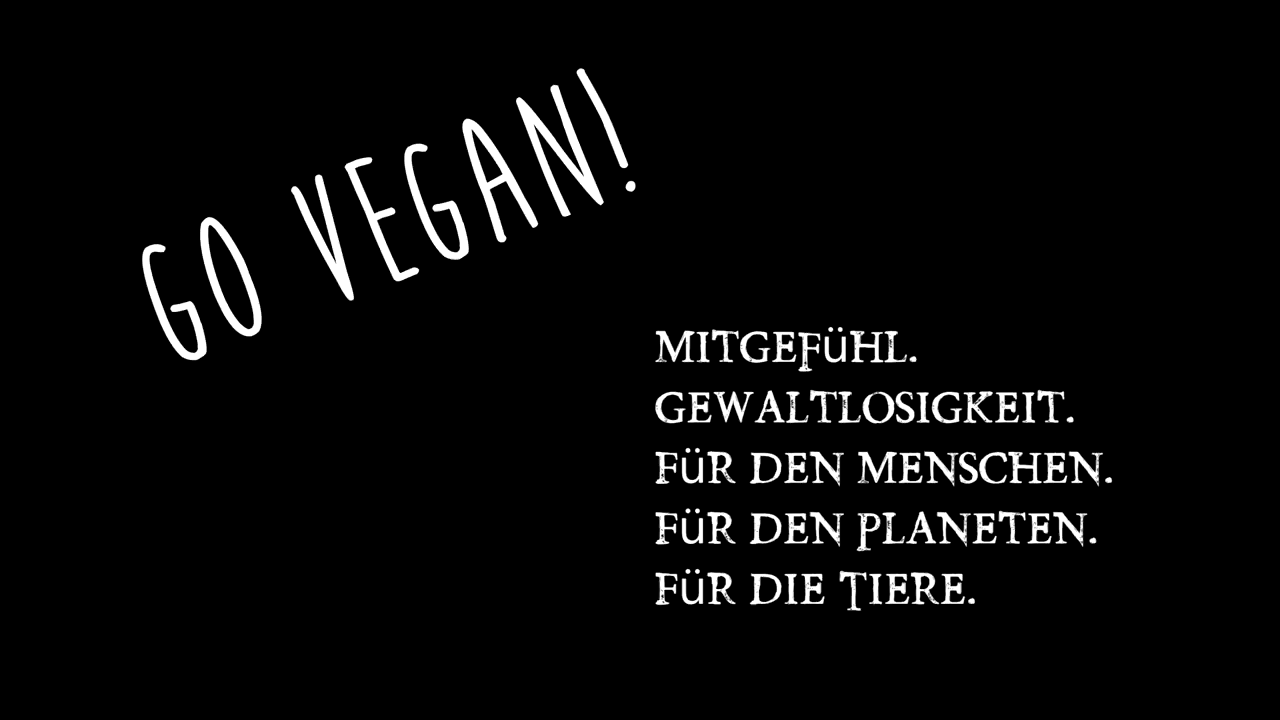 GO VEGAN!
MITGEFÜHL.
GEWALTLOSIGKEIT.
FÜR DEN MENSCHEN.
FÜR DEN PLANETEN.
FÜR DIE TIERE.